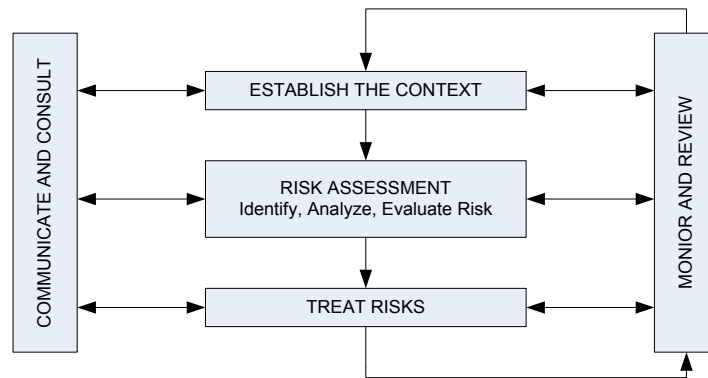 COMMUNICATE AND CONSULT
ESTABLISH THE CONTEXT
RISK ASSESSMENT
Identify, Analyze, Evaluate Risk
TREAT RISKS
MONIOR AND REVIEW